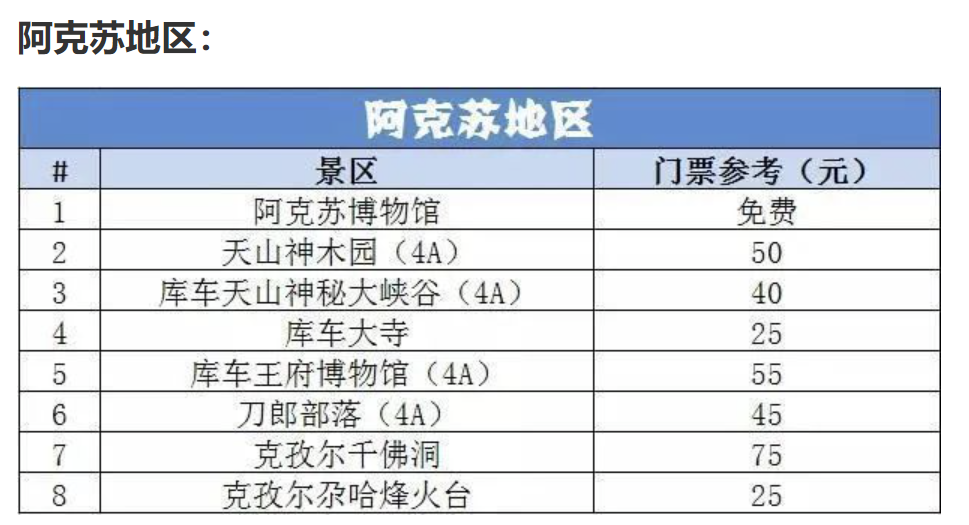 阿克苏地区：
阿克苏地区
# 景区 门票参考（元）
1 阿克苏博物馆 免费
2 天山神木园（4A） 50
3 库车天山神秘大峡谷（4A） 40
4 库车大寺 25
5 库车王府博物馆（4A） 55
6 刀郎部落（4A） 45
7 克孜尔千佛洞 75
8 克孜尔尕哈烽火台 25